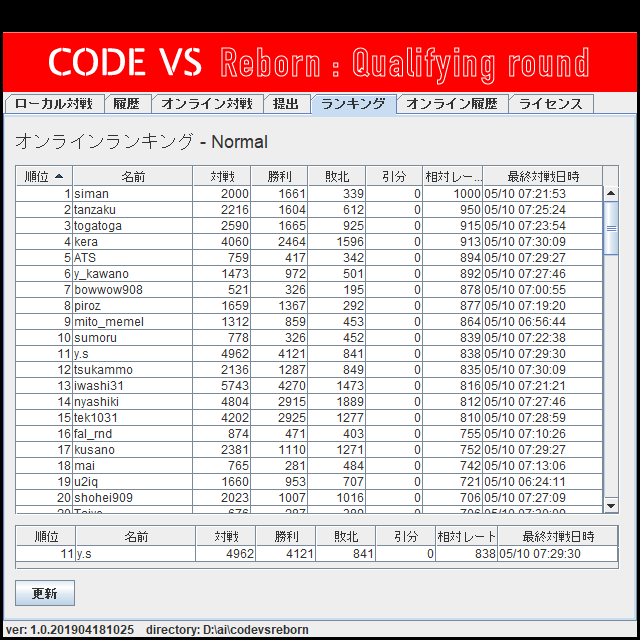 CODE VS Reborn : Qualifying round
ローカル対戦 履歴 オンライン対戦 提出 ランキング オンライン履歴 ライセンス
オンラインランキング - Normal
順位 名前 対戦 勝利 敗北 引分 相対レー... 最終対戦日時
1 siman 2000 1661 339 0 1000 05/10 07:21:53
2 tanzaku 2216 1604 612 0 950 05/10 07:25:24
3 togatoga 2590 1665 925 0 915 05/10 07:23:54
4 kera 4060 2464 1596 0 913 05/10 07:30:09
5 ATS 759 417 342 0 894 05/10 07:29:27
6 y_kawano 1473 972 501 0 892 05/10 07:27:46
7 bowwow908 521 326 195 0 878 05/10 07:00:55
8 piroz 1659 1367 292 0 877 05/10 07:19:20
9 mito_memel 1312 859 453 0 864 05/10 06:56:44
10 sumoru 778 326 452 0 839 05/10 07:22:38
11 y.s 4962 4121 841 0 838 05/10 07:29:30
12 tsukammo 2136 1287 849 0 835 05/10 07:30:09
13 iwashi31 5743 4270 1473 0 816 05/10 07:21:21
14 nyashiki 4804 2915 1889 0 812 05/10 07:27:46
15 tek1031 4202 2925 1277 0 810 05/10 07:28:59
16 fal_rnd 874 471 403 0 755 05/10 07:10:26
17 kusano 2381 1110 1271 0 752 05/10 07:29:27
18 mai 765 281 484 0 742 05/10 07:13:06
19 u2iq 1660 953 707 0 721 05/10 06:24:11
20 shohei909 2023 1007 1016 0 706 05/10 07:27:09
順位 名前 対戦 勝利 敗北 引分 相対レート 最終対戦日時
11 y.s 4962 4121 841 0 838 05/10 07:29:30
更新
ver: 1.0.201904181025 directory: D:\ai\codevsreborn